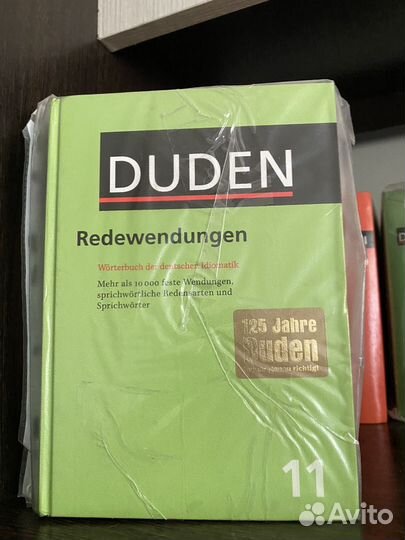 DUDEN
Redewendungen
Wörterbuch der deutschen Idiomatik
Mehr als 10 000 feste Wendungen,
sprichwörtliche Redensarten und
Sprichwörter
125 Jahre
Duden
richtig!
11
Avito